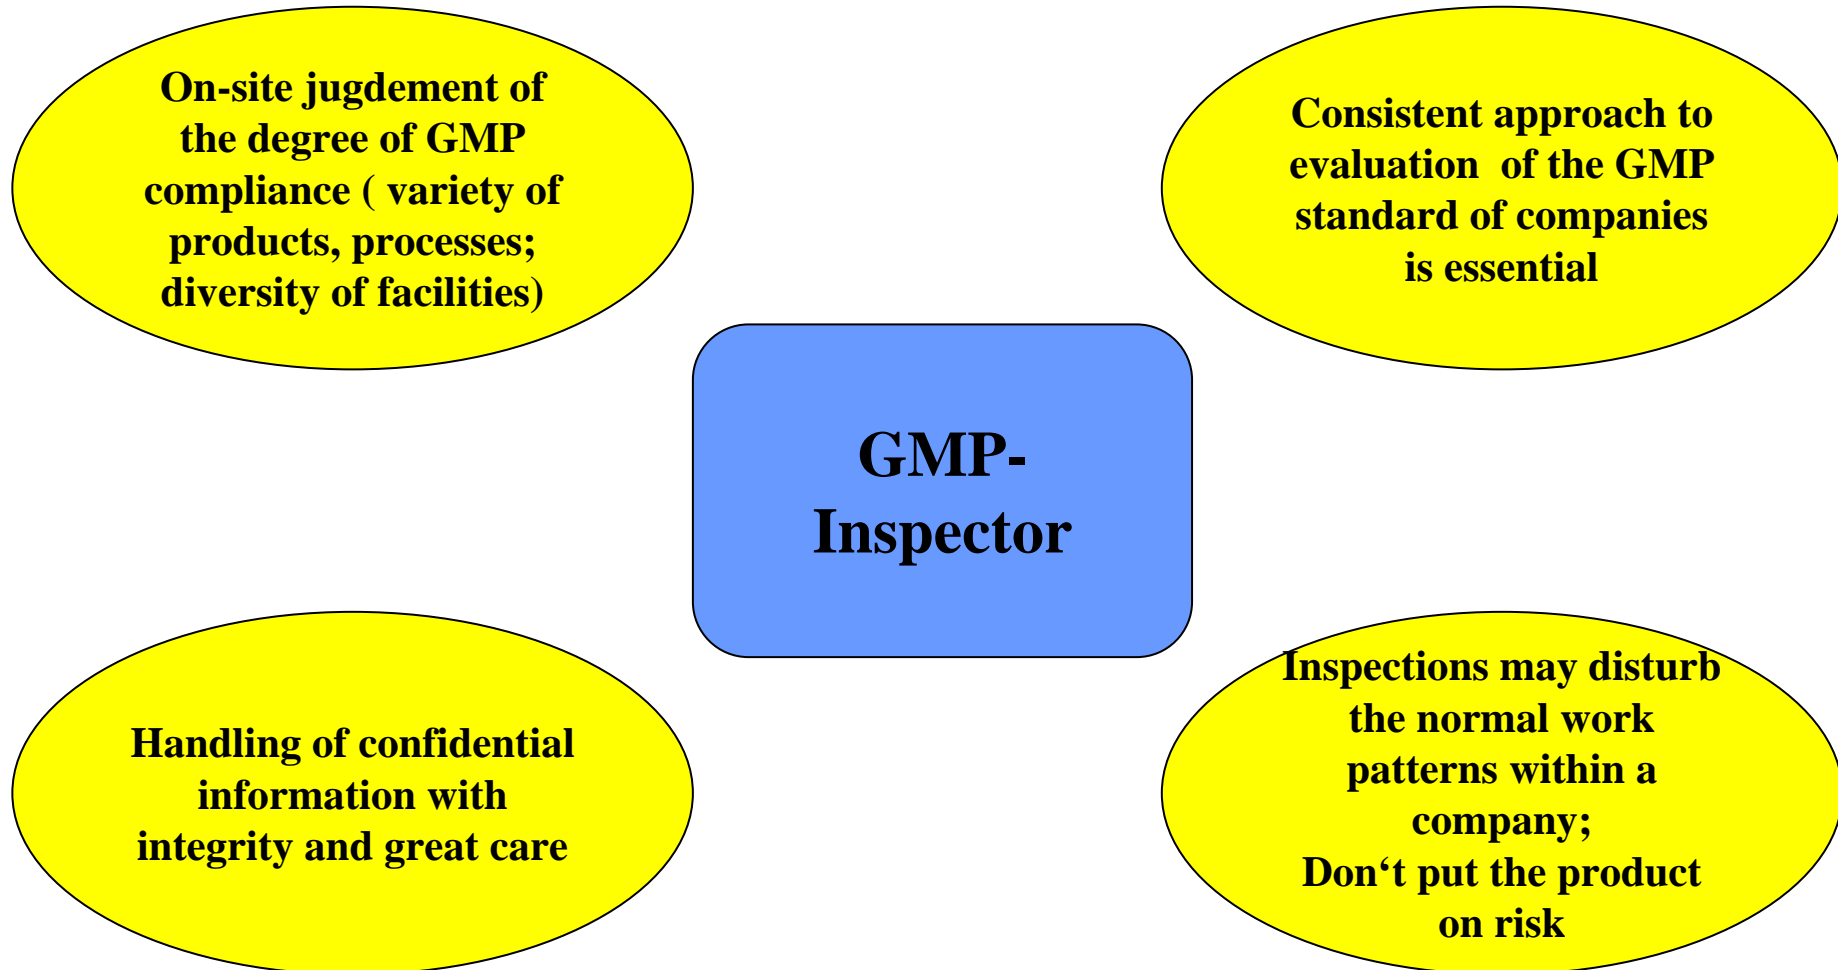 On-site jugdement of
the degree of GMP
compliance ( variety of
products, processes;
diversity of facilities)
Consistent approach to
evaluation  of the GMP
standard of companies
is essential
GMP-
Inspector
Handling of confidential
information with
integrity and great care
Inspections may disturb
the normal work
patterns within a
company;
Don‘t put the product
on risk